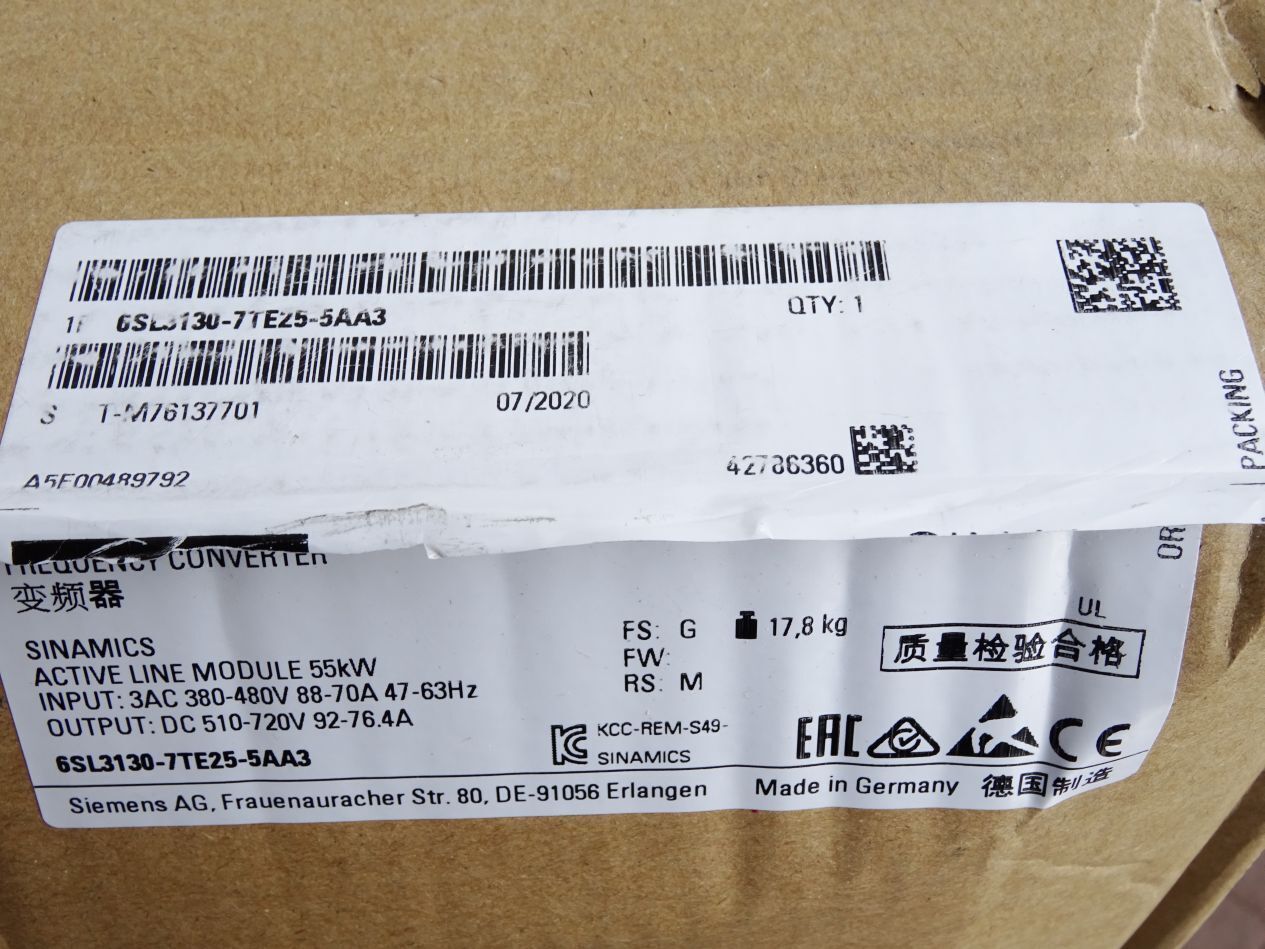 1P 6SL3130-7TE25-5AA3
QTY: 1
S T-M76137701
07/2020
A5E00489792
42786360
PACKING
FREQUENCY CONVERTER
变频器
SINAMICS
ACTIVE LINE MODULE 55kW
INPUT: 3AC 380-480V 88-70A 47-63Hz
OUTPUT: DC 510-720V 92-76.4A
6SL3130-7TE25-5AA3
FS: G
FW:
RS: M
17,8 kg
UL
质量检验合格
KCC-REM-S49-
SINAMICS
EAC
CE
Siemens AG, Frauenauracher Str. 80, DE-91056 Erlangen
Made in Germany 德国制造